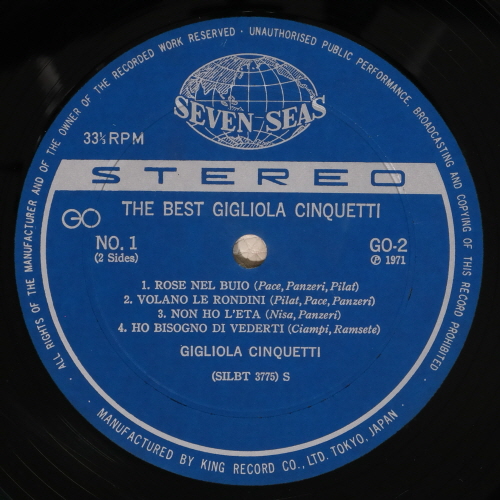 ALL RIGHTS OF THE MANUFACTURER AND OF THE OWNER OF THE RECORDED WORK RESERVED · UNAUTHORISED PUBLIC PERFORMANCE, BROADCASTING AND COPYING OF THIS RECORD PROHIBITED
SEVEN SEAS
33⅓ RPM
STEREO
GO
THE BEST GIGLIOLA CINQUETTI
NO. 1
GO-2
(2 Sides)
℗ 1971
1. ROSE NEL BUIO (Pace, Panzeri, Pilat)
2. VOLANO LE RONDINI (Pilat, Pace, Panzeri)
3. NON HO L'ETA (Nisa, Panzeri)
4. HO BISOGNO DI VEDERTI (Ciampi, Ramsete)
GIGLIOLA CINQUETTI
(SILBT 3775) S
· MANUFACTURED BY KING RECORD CO., LTD. TOKYO, JAPAN ·